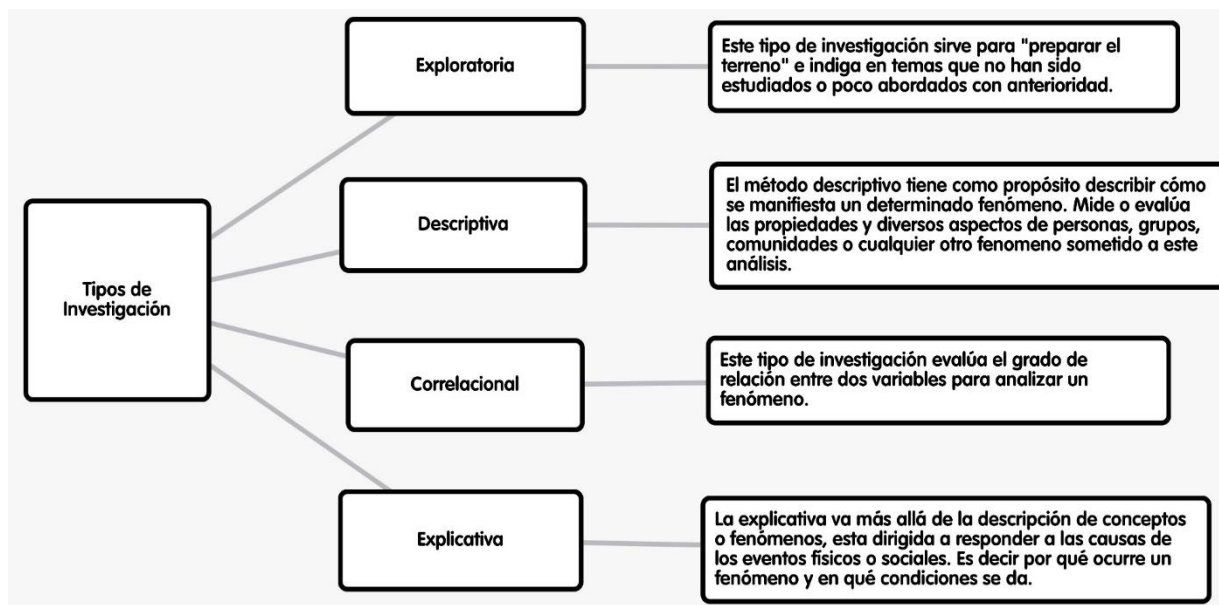 Tipos de
Investigación
Exploratoria
Este tipo de investigación sirve para "preparar el
terreno" e indiga en temas que no han sido
estudiados o poco abordados con anterioridad.
Descriptiva
El método descriptivo tiene como propósito describir cómo
se manifiesta un determinado fenómeno. Mide o evalúa
las propiedades y diversos aspectos de personas, grupos,
comunidades o cualquier otro fenomeno sometido a este
análisis.
Correlacional
Este tipo de investigación evalúa el grado de
relación entre dos variables para analizar un
fenómeno.
Explicativa
La explicativa va más allá de la descripción de conceptos
o fenómenos, esta dirigida a responder a las causas de
los eventos físicos o sociales. Es decir por qué ocurre un
fenómeno y en qué condiciones se da.